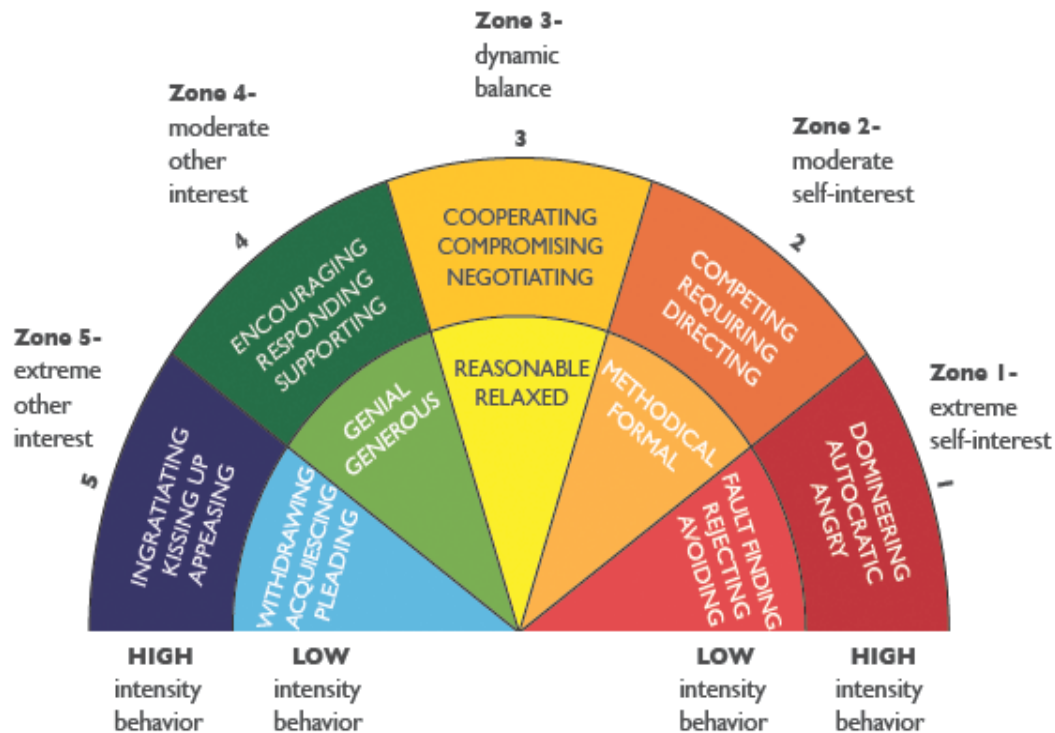 Zone 3-
dynamic
balance
Zone 4-
moderate
other
interest
Zone 2-
moderate
self-interest
3
4
2
COOPERATING
COMPROMISING
NEGOTIATING
ENCOURAGING
RESPONDING
SUPPORTING
COMPETING
REQUIRING
DIRECTING
Zone 5-
extreme
other
interest
Zone 1-
extreme
self-interest
REASONABLE
RELAXED
GENIAL
GENEROUS
METHODICAL
FORMAL
5
1
INGRATIATING
KISSING UP
APPEASING
WITHDRAWING
ACQUIESCING
PLEADING
FAULT FINDING
REJECTING
AVOIDING
DOMINEERING
AUTOCRATIC
ANGRY
HIGH
intensity
behavior
LOW
intensity
behavior
LOW
intensity
behavior
HIGH
intensity
behavior